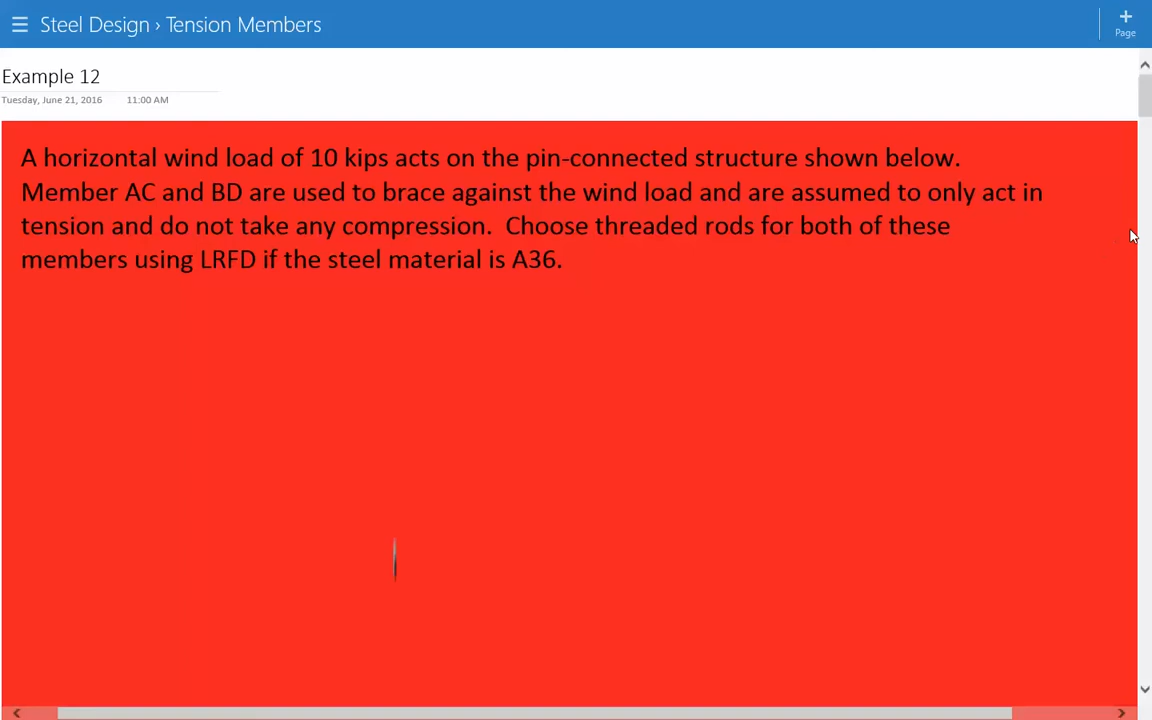 Steel Design › Tension Members
Page
Example 12
Tuesday, June 21, 2016 11:00 AM
A horizontal wind load of 10 kips acts on the pin-connected structure shown below.
Member AC and BD are used to brace against the wind load and are assumed to only act in
tension and do not take any compression. Choose threaded rods for both of these
members using LRFD if the steel material is A36.